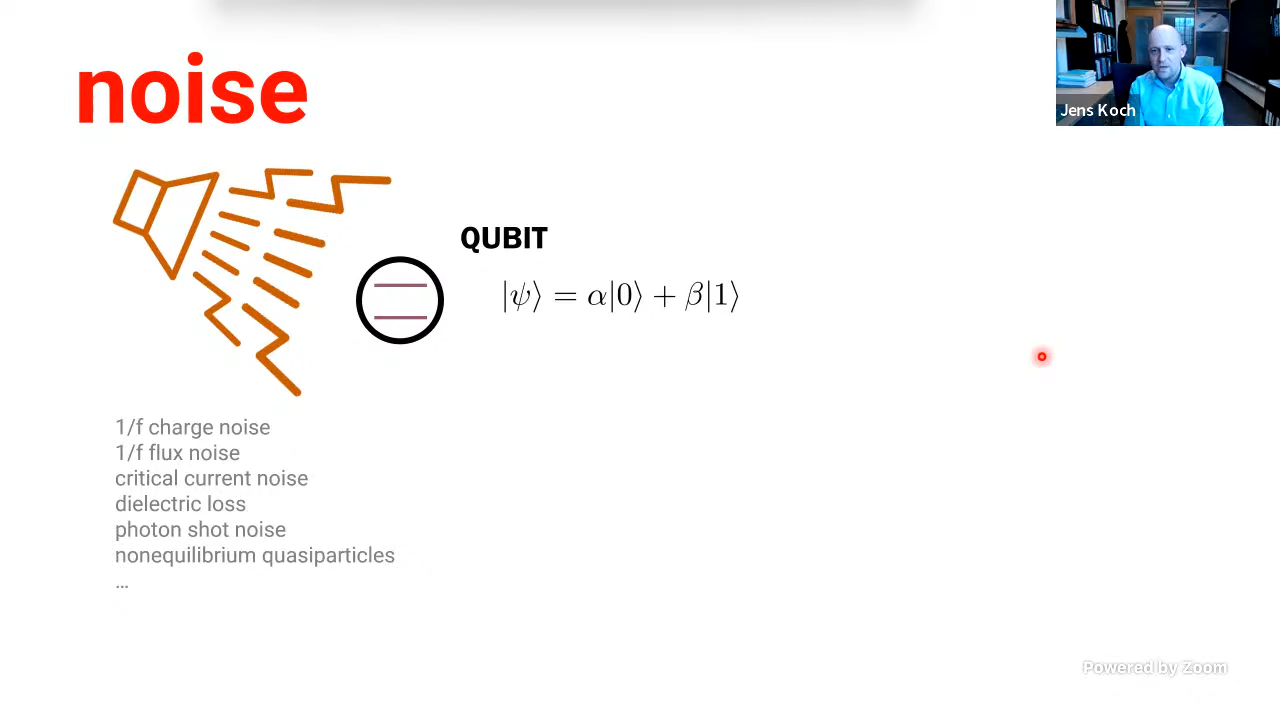 noise
Jens Koch
QUBIT
|ψ⟩ = α|0⟩ + β|1⟩
1/f charge noise
1/f flux noise
critical current noise
dielectric loss
photon shot noise
nonequilibrium quasiparticles
...
Powered by Zoom